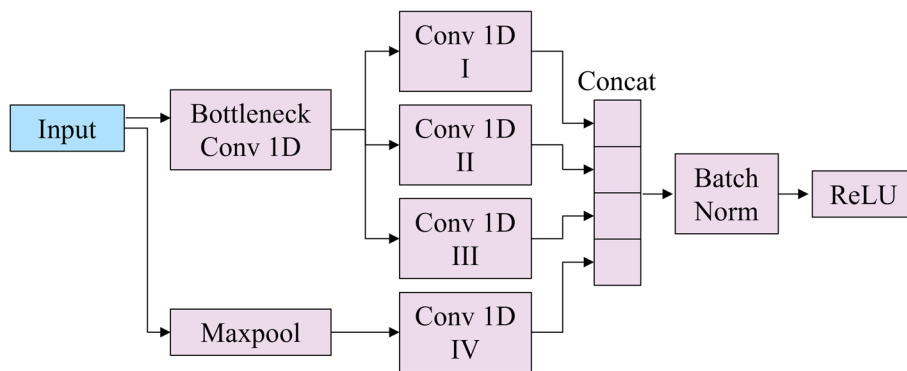 Input
Bottleneck
Conv 1D
Maxpool
Conv 1D
I
Conv 1D
II
Conv 1D
III
Conv 1D
IV
Concat
Batch
Norm
ReLU